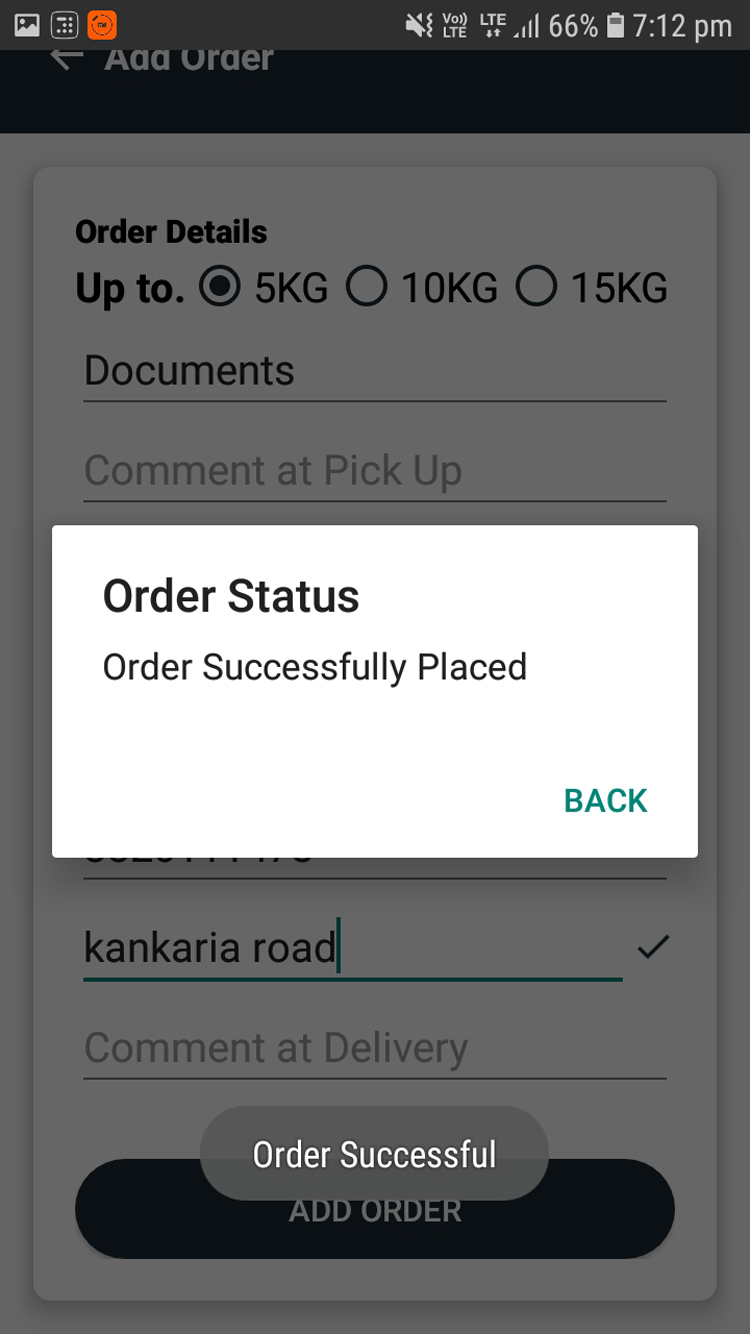 Vo)) LTE LTE 66% 7:12 pm
Add Order
Order Details
Up to. 5KG 10KG 15KG
Documents
Comment at Pick Up
Order Status
Order Successfully Placed
BACK
kankaria road
Comment at Delivery
Order Successful
ADD ORDER